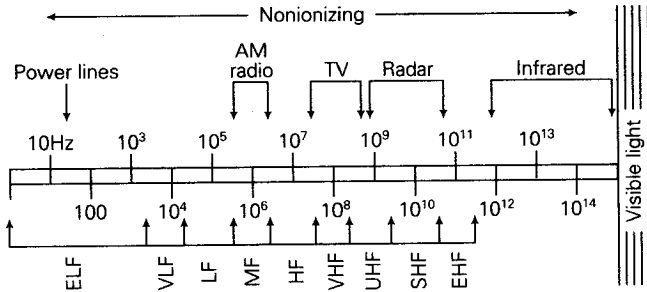 Nonionizing
AM
Power lines radio TV Radar Infrared
10Hz 10³ 10⁵ 10⁷ 10⁹ 10¹¹ 10¹³
100 10⁴ 10⁶ 10⁸ 10¹⁰ 10¹² 10¹⁴
ELF VLF LF MF HF VHF UHF SHF EHF
Visible light